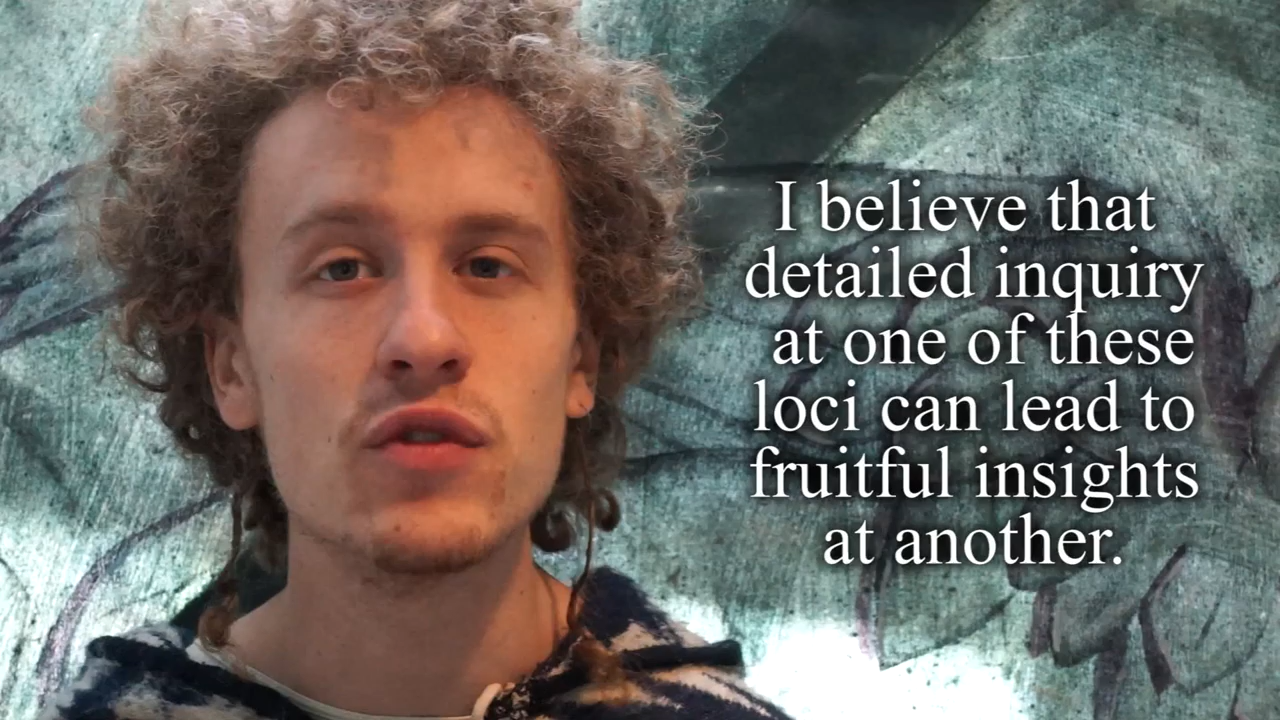 I believe that
detailed inquiry
at one of these
loci can lead to
fruitful insights
at another.